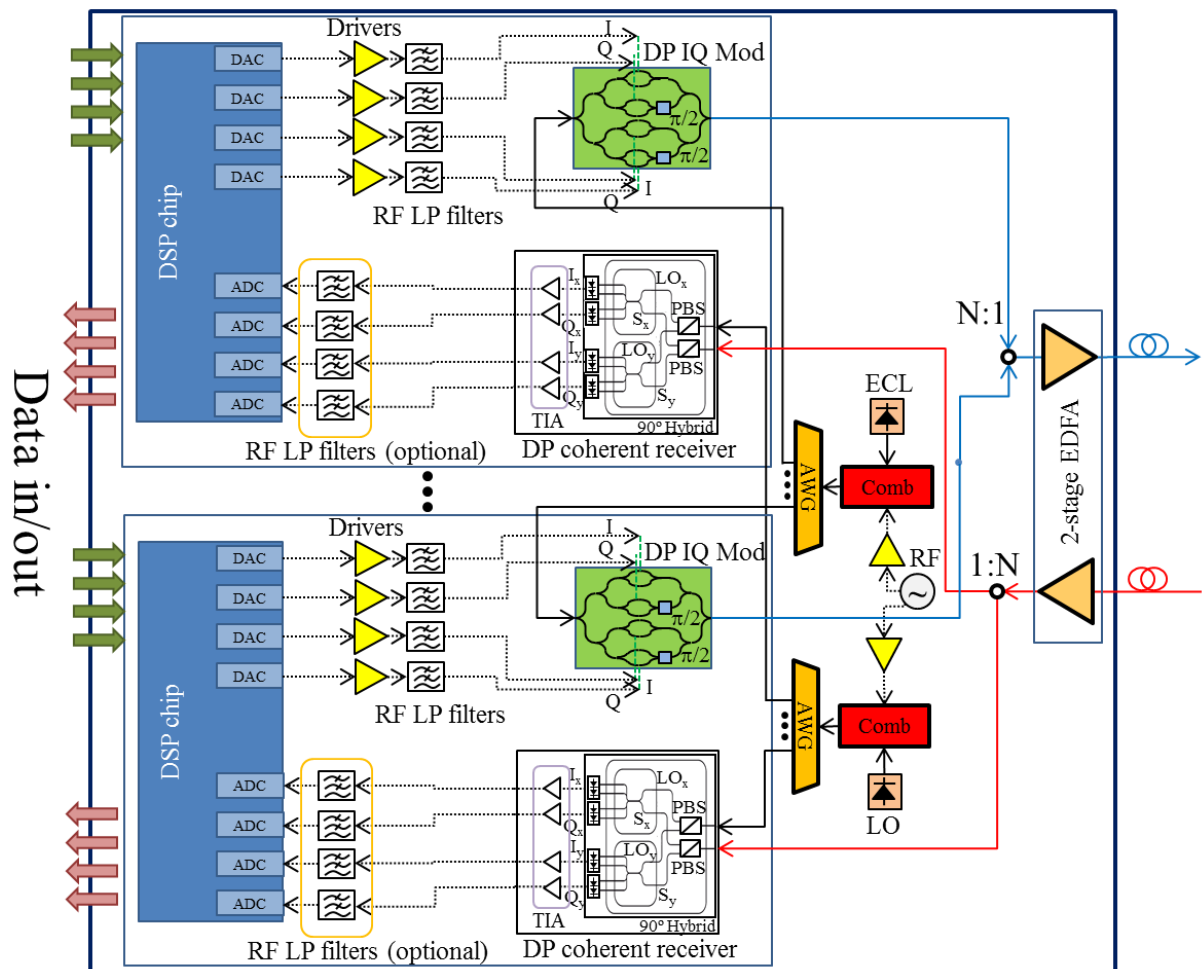 Data in/out
DSP chip
DAC
DAC
DAC
DAC
ADC
ADC
ADC
ADC
Drivers
RF LP filters
I
Q
DP IQ Mod
π/2
π/2
I
Q
RF LP filters (optional)
TIA
Ix
Qx
Iy
Qy
LOx
Sx
LOy
Sy
PBS
PBS
90° Hybrid
DP coherent receiver
DSP chip
DAC
DAC
DAC
DAC
ADC
ADC
ADC
ADC
Drivers
RF LP filters
I
Q
DP IQ Mod
π/2
π/2
I
Q
RF LP filters (optional)
TIA
Ix
Qx
Iy
Qy
LOx
Sx
LOy
Sy
PBS
PBS
90° Hybrid
DP coherent receiver
AWG
ECL
Comb
RF
~
AWG
Comb
LO
N:1
1:N
2-stage EDFA